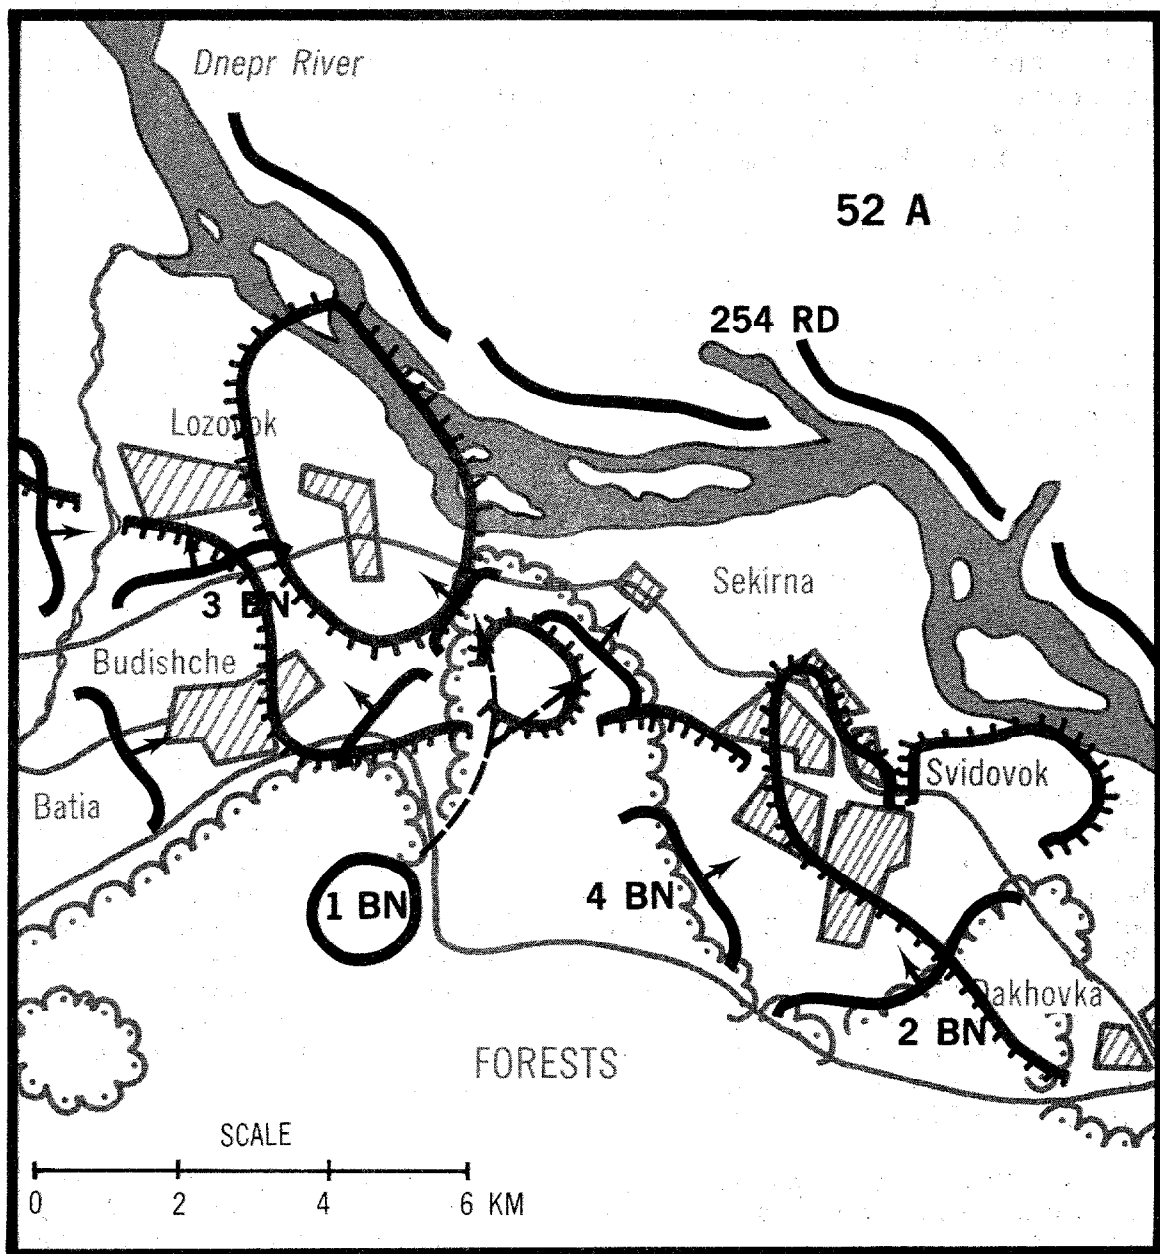 Dnepr River
52 A
254 RD
Lozovok
Sekirna
3 BN
Budishche
Svidovok
Batia
1 BN
4 BN
Dakhovka
2 BN
FORESTS
SCALE
0 2 4 6 KM